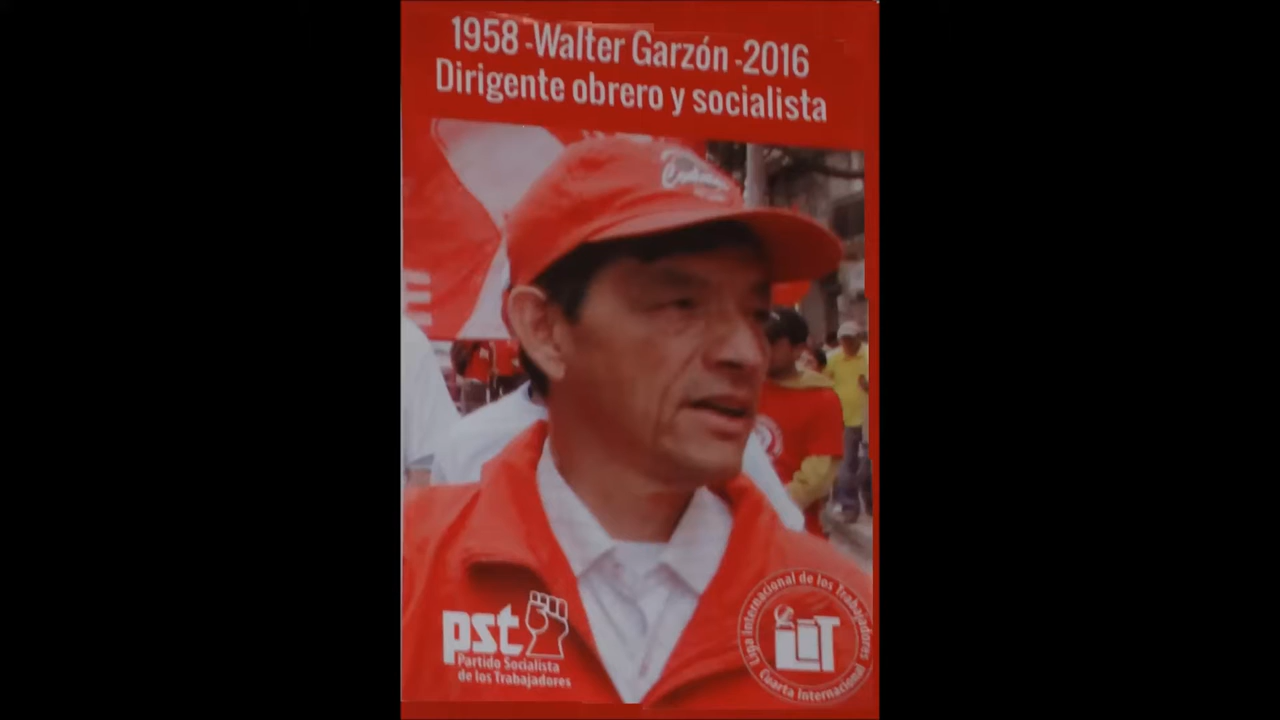 1958 -Walter Garzón -2016
Dirigente obrero y socialista
pst
Partido Socialista
de los Trabajadores
Liga Internacional de los Trabajadores
LIT
Cuarta Internacional